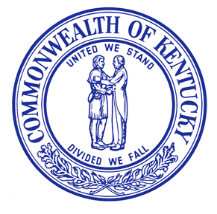 COMMONWEALTH OF KENTUCKY
UNITED WE STAND
DIVIDED WE FALL